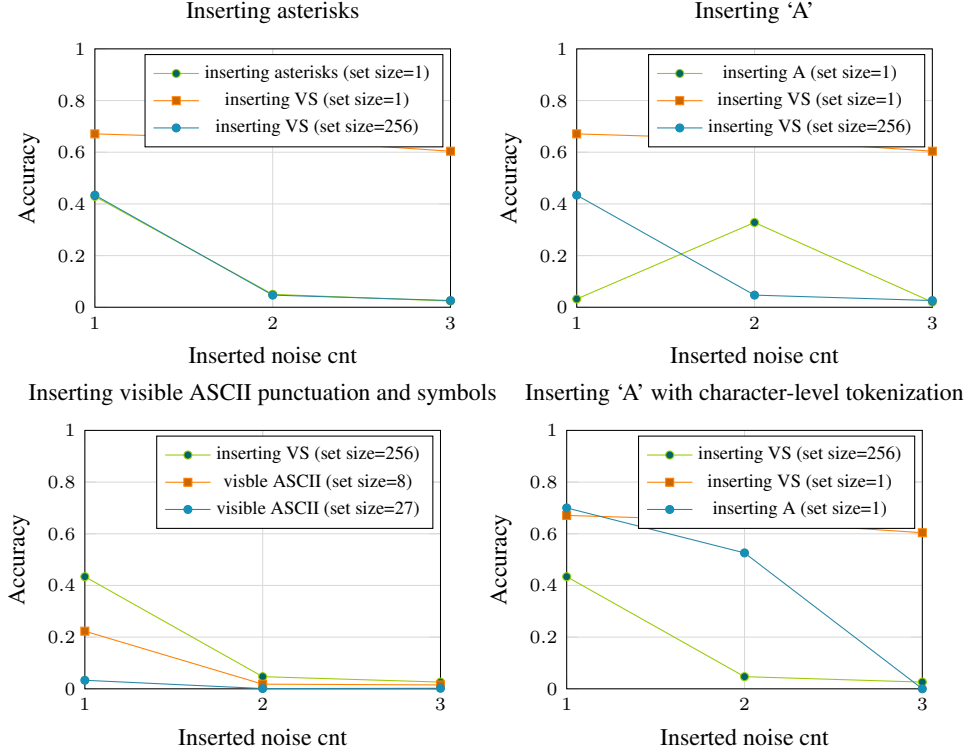 Inserting asterisks
1
0.8
0.6
0.4
0.2
0
1
2
3
Accuracy
Inserted noise cnt
inserting asterisks (set size=1)
inserting VS (set size=1)
inserting VS (set size=256)
Inserting ‘A’
1
0.8
0.6
0.4
0.2
0
1
2
3
Accuracy
Inserted noise cnt
inserting A (set size=1)
inserting VS (set size=1)
inserting VS (set size=256)
Inserting visible ASCII punctuation and symbols
1
0.8
0.6
0.4
0.2
0
1
2
3
Accuracy
Inserted noise cnt
inserting VS (set size=256)
visble ASCII (set size=8)
visible ASCII (set size=27)
Inserting ‘A’ with character-level tokenization
1
0.8
0.6
0.4
0.2
0
1
2
3
Accuracy
Inserted noise cnt
inserting VS (set size=256)
inserting VS (set size=1)
inserting A (set size=1)